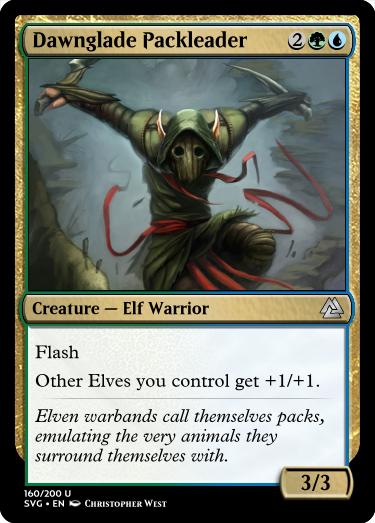 Dawnglade Packleader 2
Creature — Elf Warrior
Flash
Other Elves you control get +1/+1.
Elven warbands call themselves packs,
emulating the very animals they
surround themselves with.
3/3
160/200 U
SVG • EN Christopher West